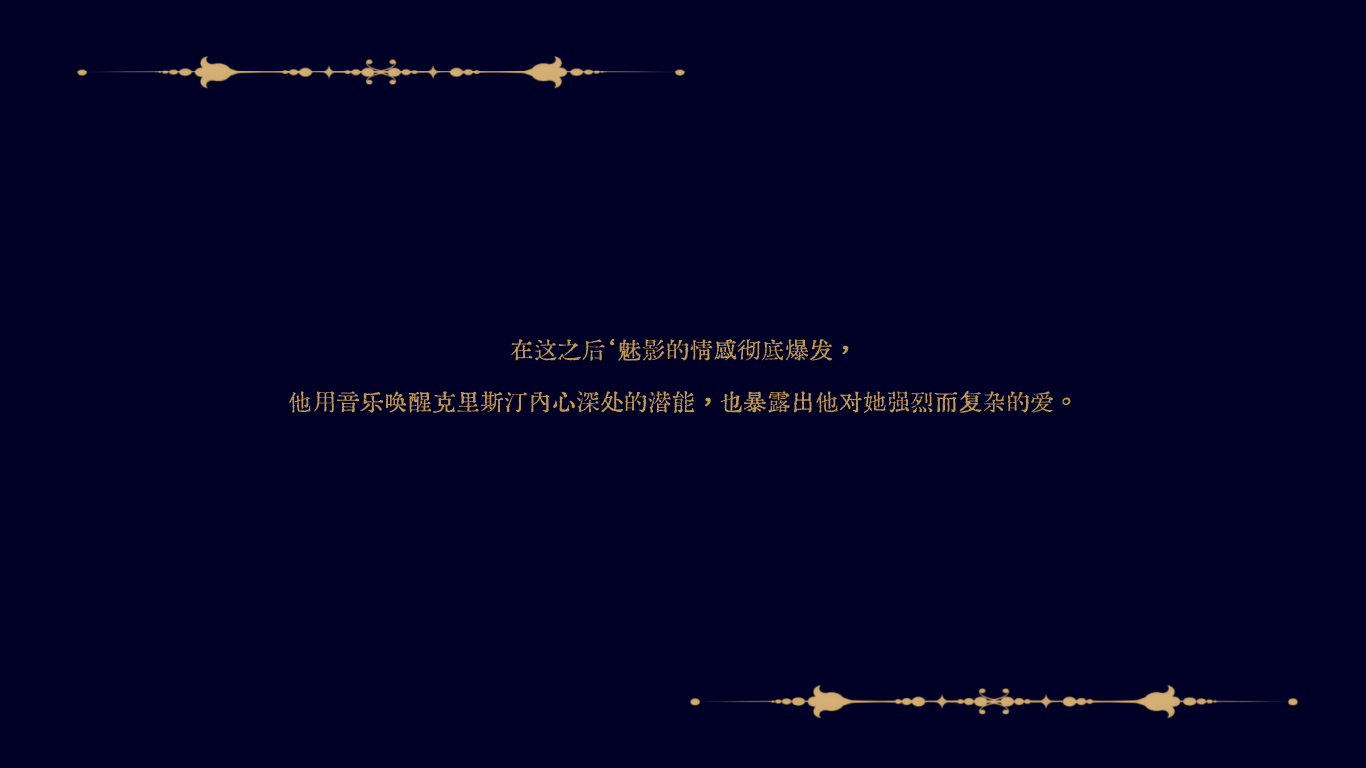 在这之后‘魅影的情感彻底爆发，
他用音乐唤醒克里斯汀内心深处的潜能，也暴露出他对她强烈而复杂的爱。